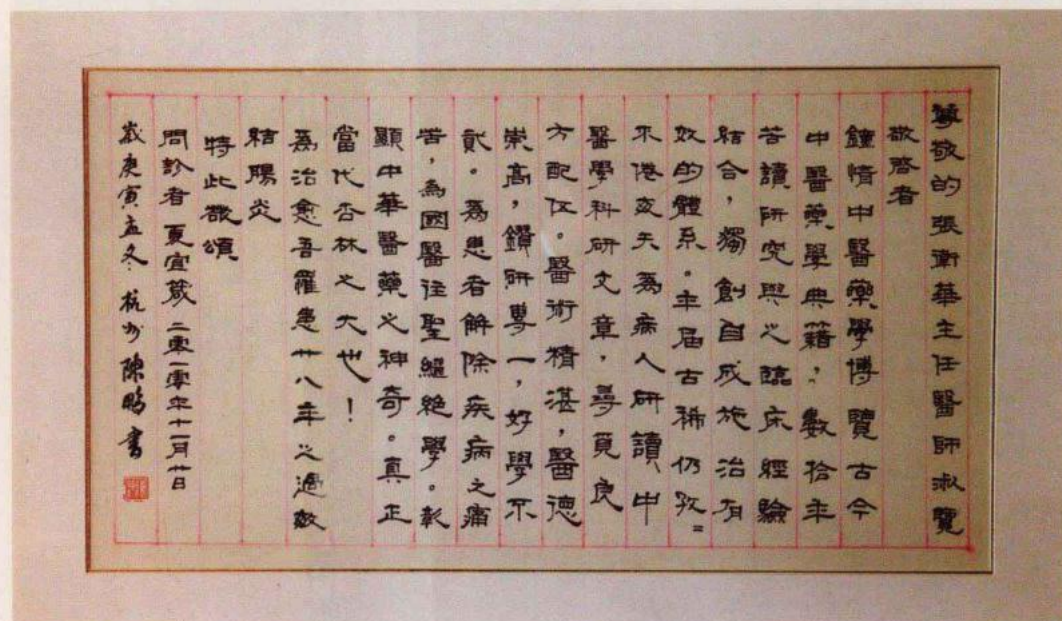 尊敬的張衛華主任醫師淑覽
敬啓者
鐘情中醫藥學博覽古今
中醫藥學典籍，數拾年
苦讀研究與之臨床經驗
結合，獨創自成施治有
效的體系。年屆古稀仍孜〓
不倦夜天為病人研讀中
醫學科研文章，尋覓良
方配伍。醫術精湛，醫德
崇高，鑽研專一，好學不
貳。為患者解除疾病之痛
苦，為國醫往聖繼絕學。彰
顯中華醫藥之神奇。真正
當代杏林之大也！
為治愈吾罹患廿八年之過敏
結腸炎
特此敬頌
問診者 夏宜葳 二零一零年十一月廿日
歲庚寅孟冬 杭州陳鵬書